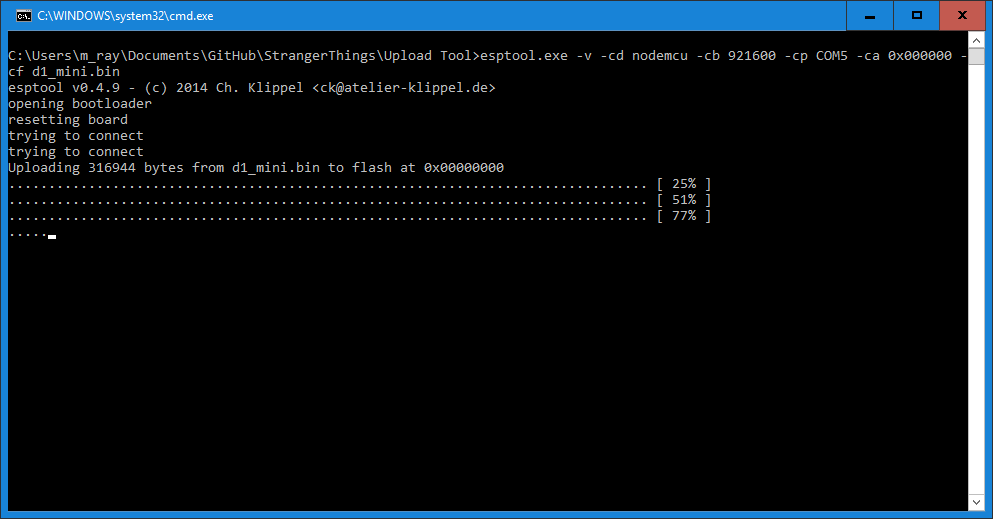 C:\WINDOWS\system32\cmd.exe
C:\Users\m_ray\Documents\GitHub\StrangerThings\Upload Tool>esptool.exe -v -cd nodemcu -cb 921600 -cp COM5 -ca 0x000000 -
cf d1_mini.bin
esptool v0.4.9 - (c) 2014 Ch. Klippel <ck@atelier-klippel.de>
opening bootloader
resetting board
trying to connect
trying to connect
Uploading 316944 bytes from d1_mini.bin to flash at 0x00000000
................................................................................ [ 25% ]
................................................................................ [ 51% ]
................................................................................ [ 77% ]
.....